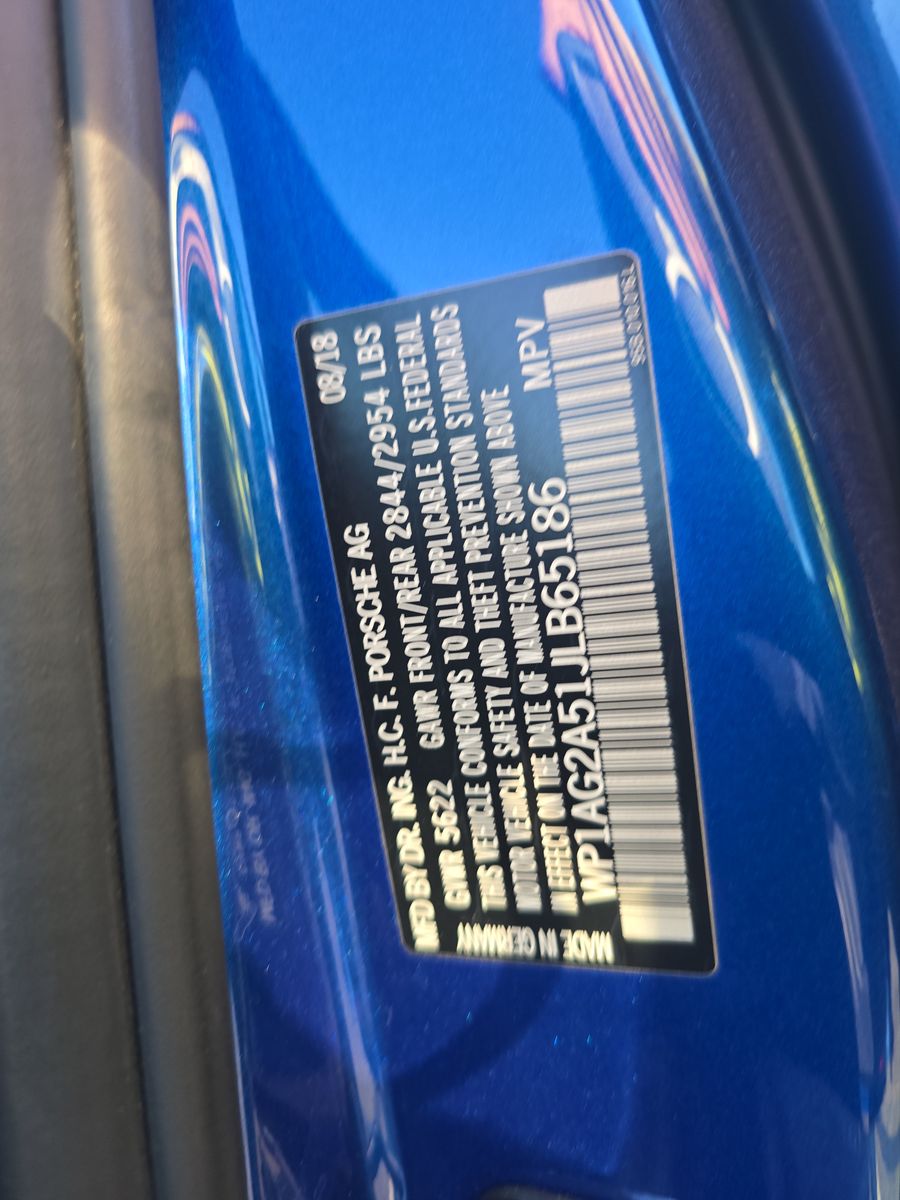 MFD BY DR. ING. H.C. F. PORSCHE AG 08/18
GVWR 5622 GAWR FRONT/REAR 2844/2954 LBS
THIS VEHICLE CONFORMS TO ALL APPLICABLE U.S. FEDERAL
MOTOR VEHICLE SAFETY AND THEFT PREVENTION STANDARDS
IN EFFECT ON THE DATE OF MANUFACTURE SHOWN ABOVE
WP1AG2A51JLB65186 MPV
MADE IN GERMANY